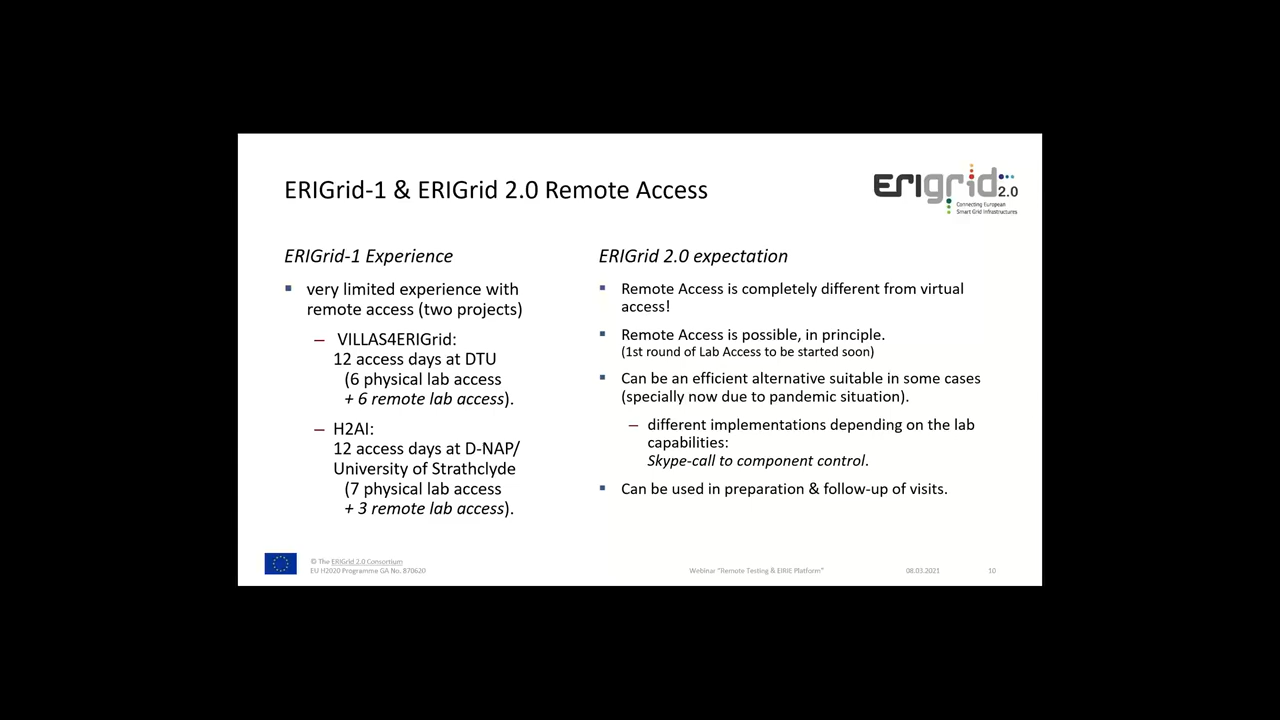 ERIGrid-1 & ERIGrid 2.0 Remote Access
ERIGrid 2.0
Connecting European
Smart Grid Infrastructures
ERIGrid-1 Experience
▪ very limited experience with
remote access (two projects)
– VILLAS4ERIGrid:
12 access days at DTU
(6 physical lab access
+ 6 remote lab access).
– H2AI:
12 access days at D-NAP/
University of Strathclyde
(7 physical lab access
+ 3 remote lab access).
ERIGrid 2.0 expectation
▪ Remote Access is completely different from virtual
access!
▪ Remote Access is possible, in principle.
(1st round of Lab Access to be started soon)
▪ Can be an efficient alternative suitable in some cases
(specially now due to pandemic situation).
– different implementations depending on the lab
capabilities:
Skype-call to component control.
▪ Can be used in preparation & follow-up of visits.
© The ERIGrid 2.0 Consortium
EU H2020 Programme GA No. 870620
Webinar "Remote Testing & EIRIE Platform"
08.03.2021
10